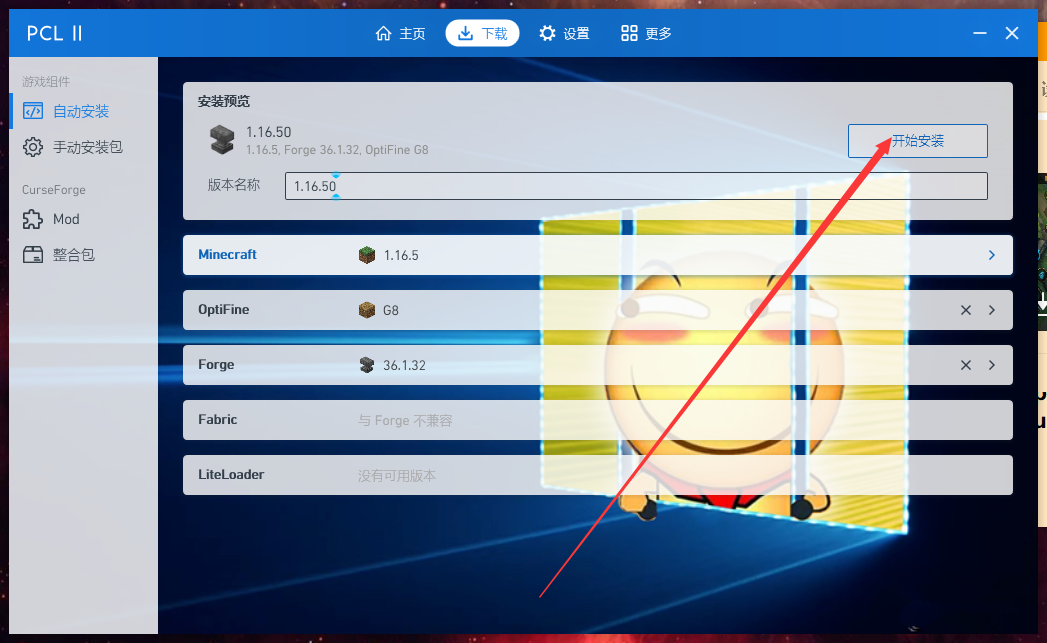 PCL II
主页
下载
设置
更多
游戏组件
自动安装
手动安装包
CurseForge
Mod
整合包
安装预览
1.16.50
1.16.5, Forge 36.1.32, OptiFine G8
开始安装
版本名称
1.16.50
Minecraft
1.16.5
OptiFine
G8
Forge
36.1.32
Fabric
与 Forge 不兼容
LiteLoader
没有可用版本